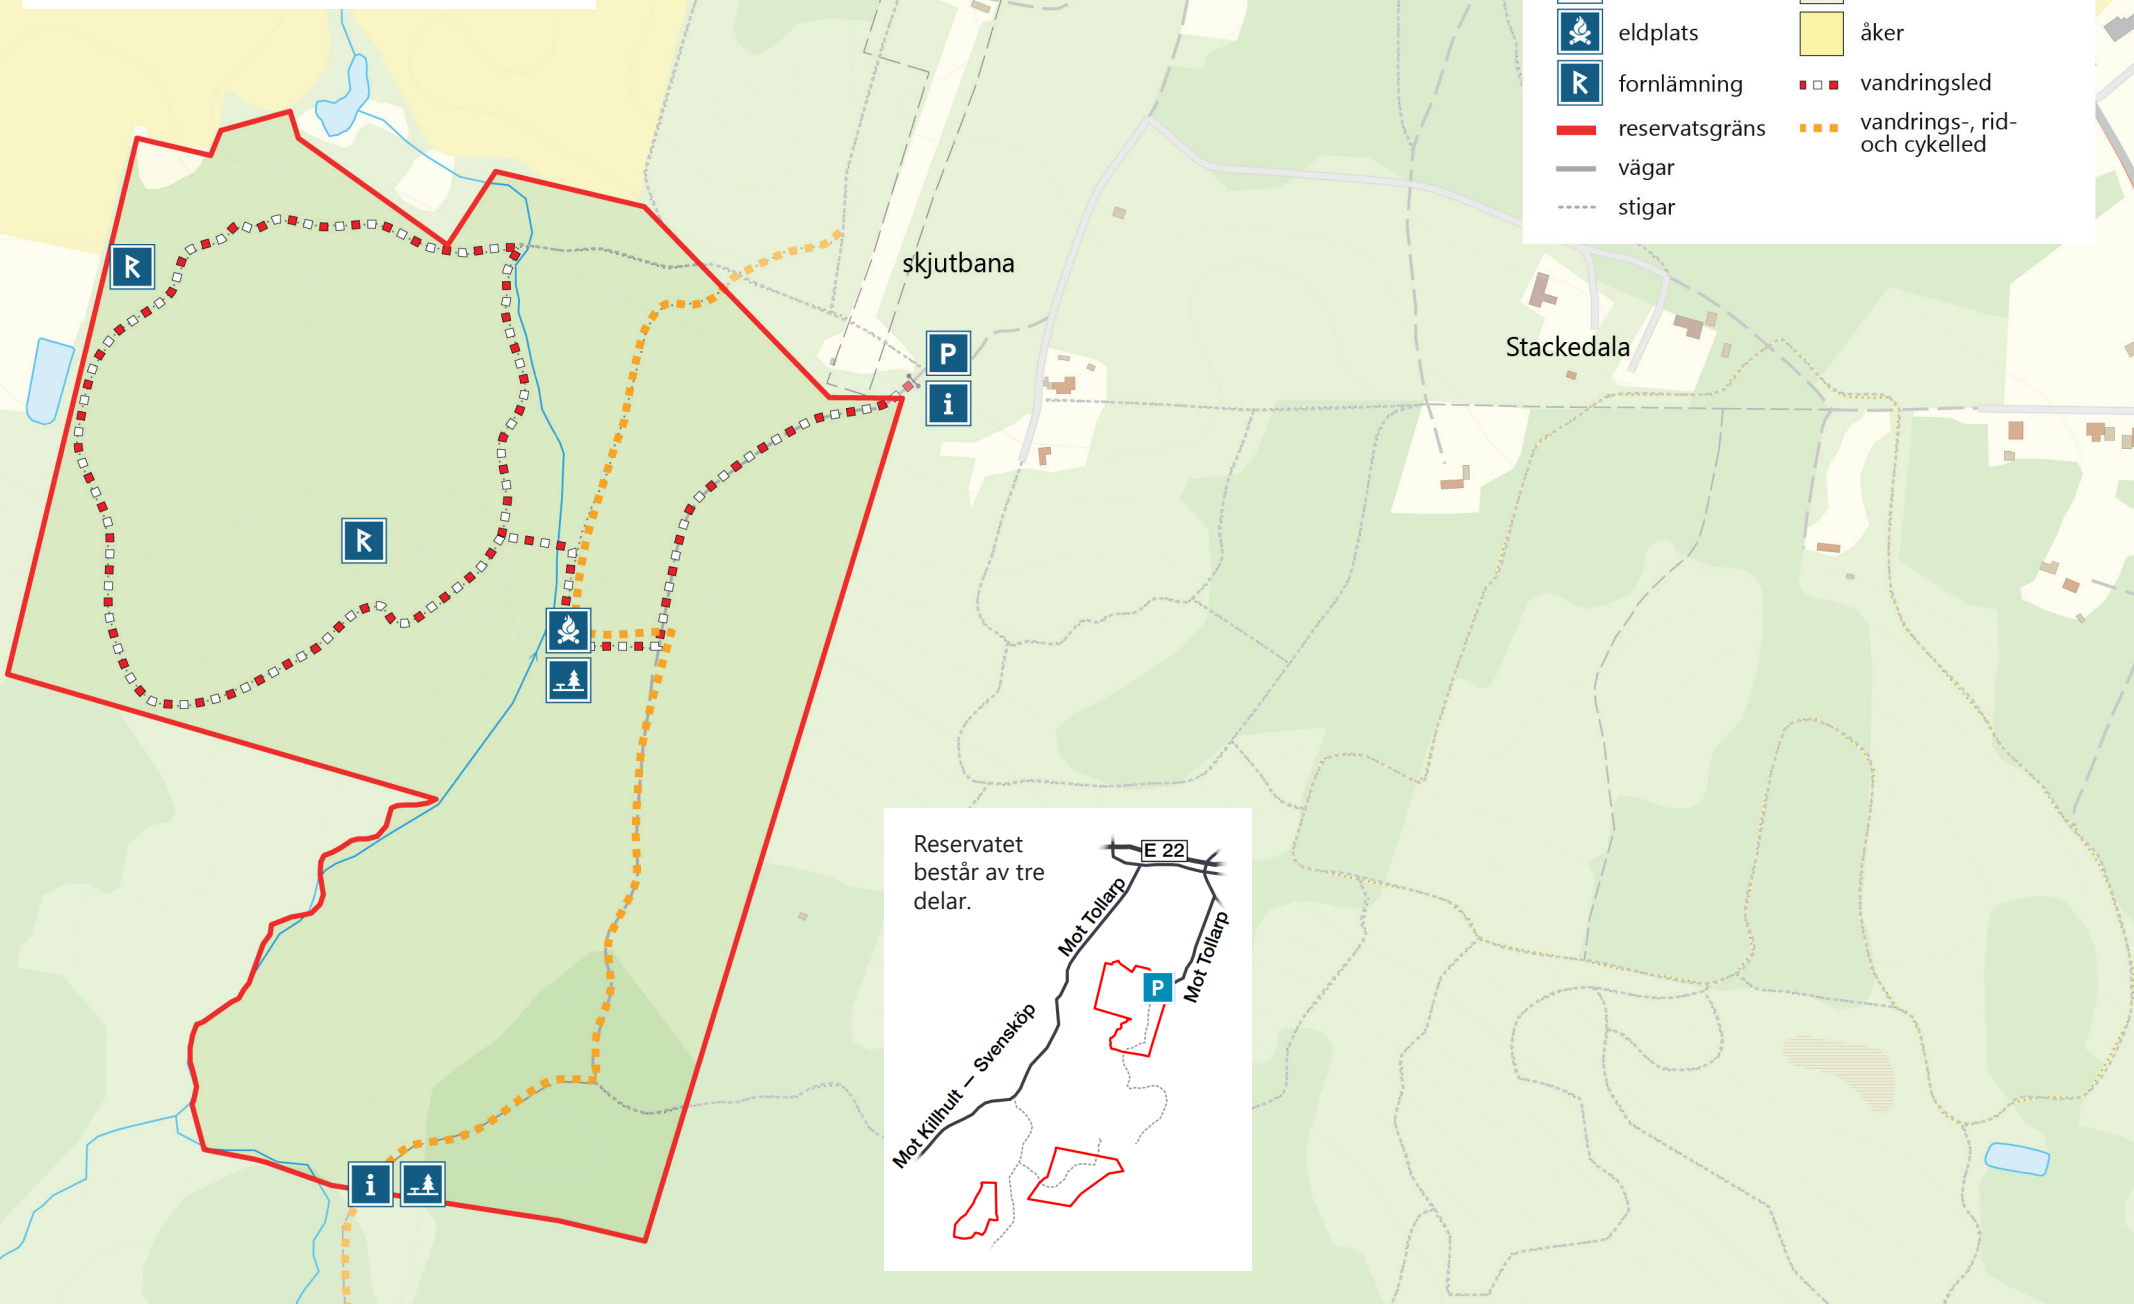 eldplats
åker
fornlämning
vandringsled
reservatsgräns
vandrings-, rid-
och cykelled
vägar
stigar
R
skjutbana
P
i
Stackedala
R
Reservatet
består av tre
delar.
E 22
Mot Tollarp
Mot Tollarp
P
Mot Killhult – Svensköp
i